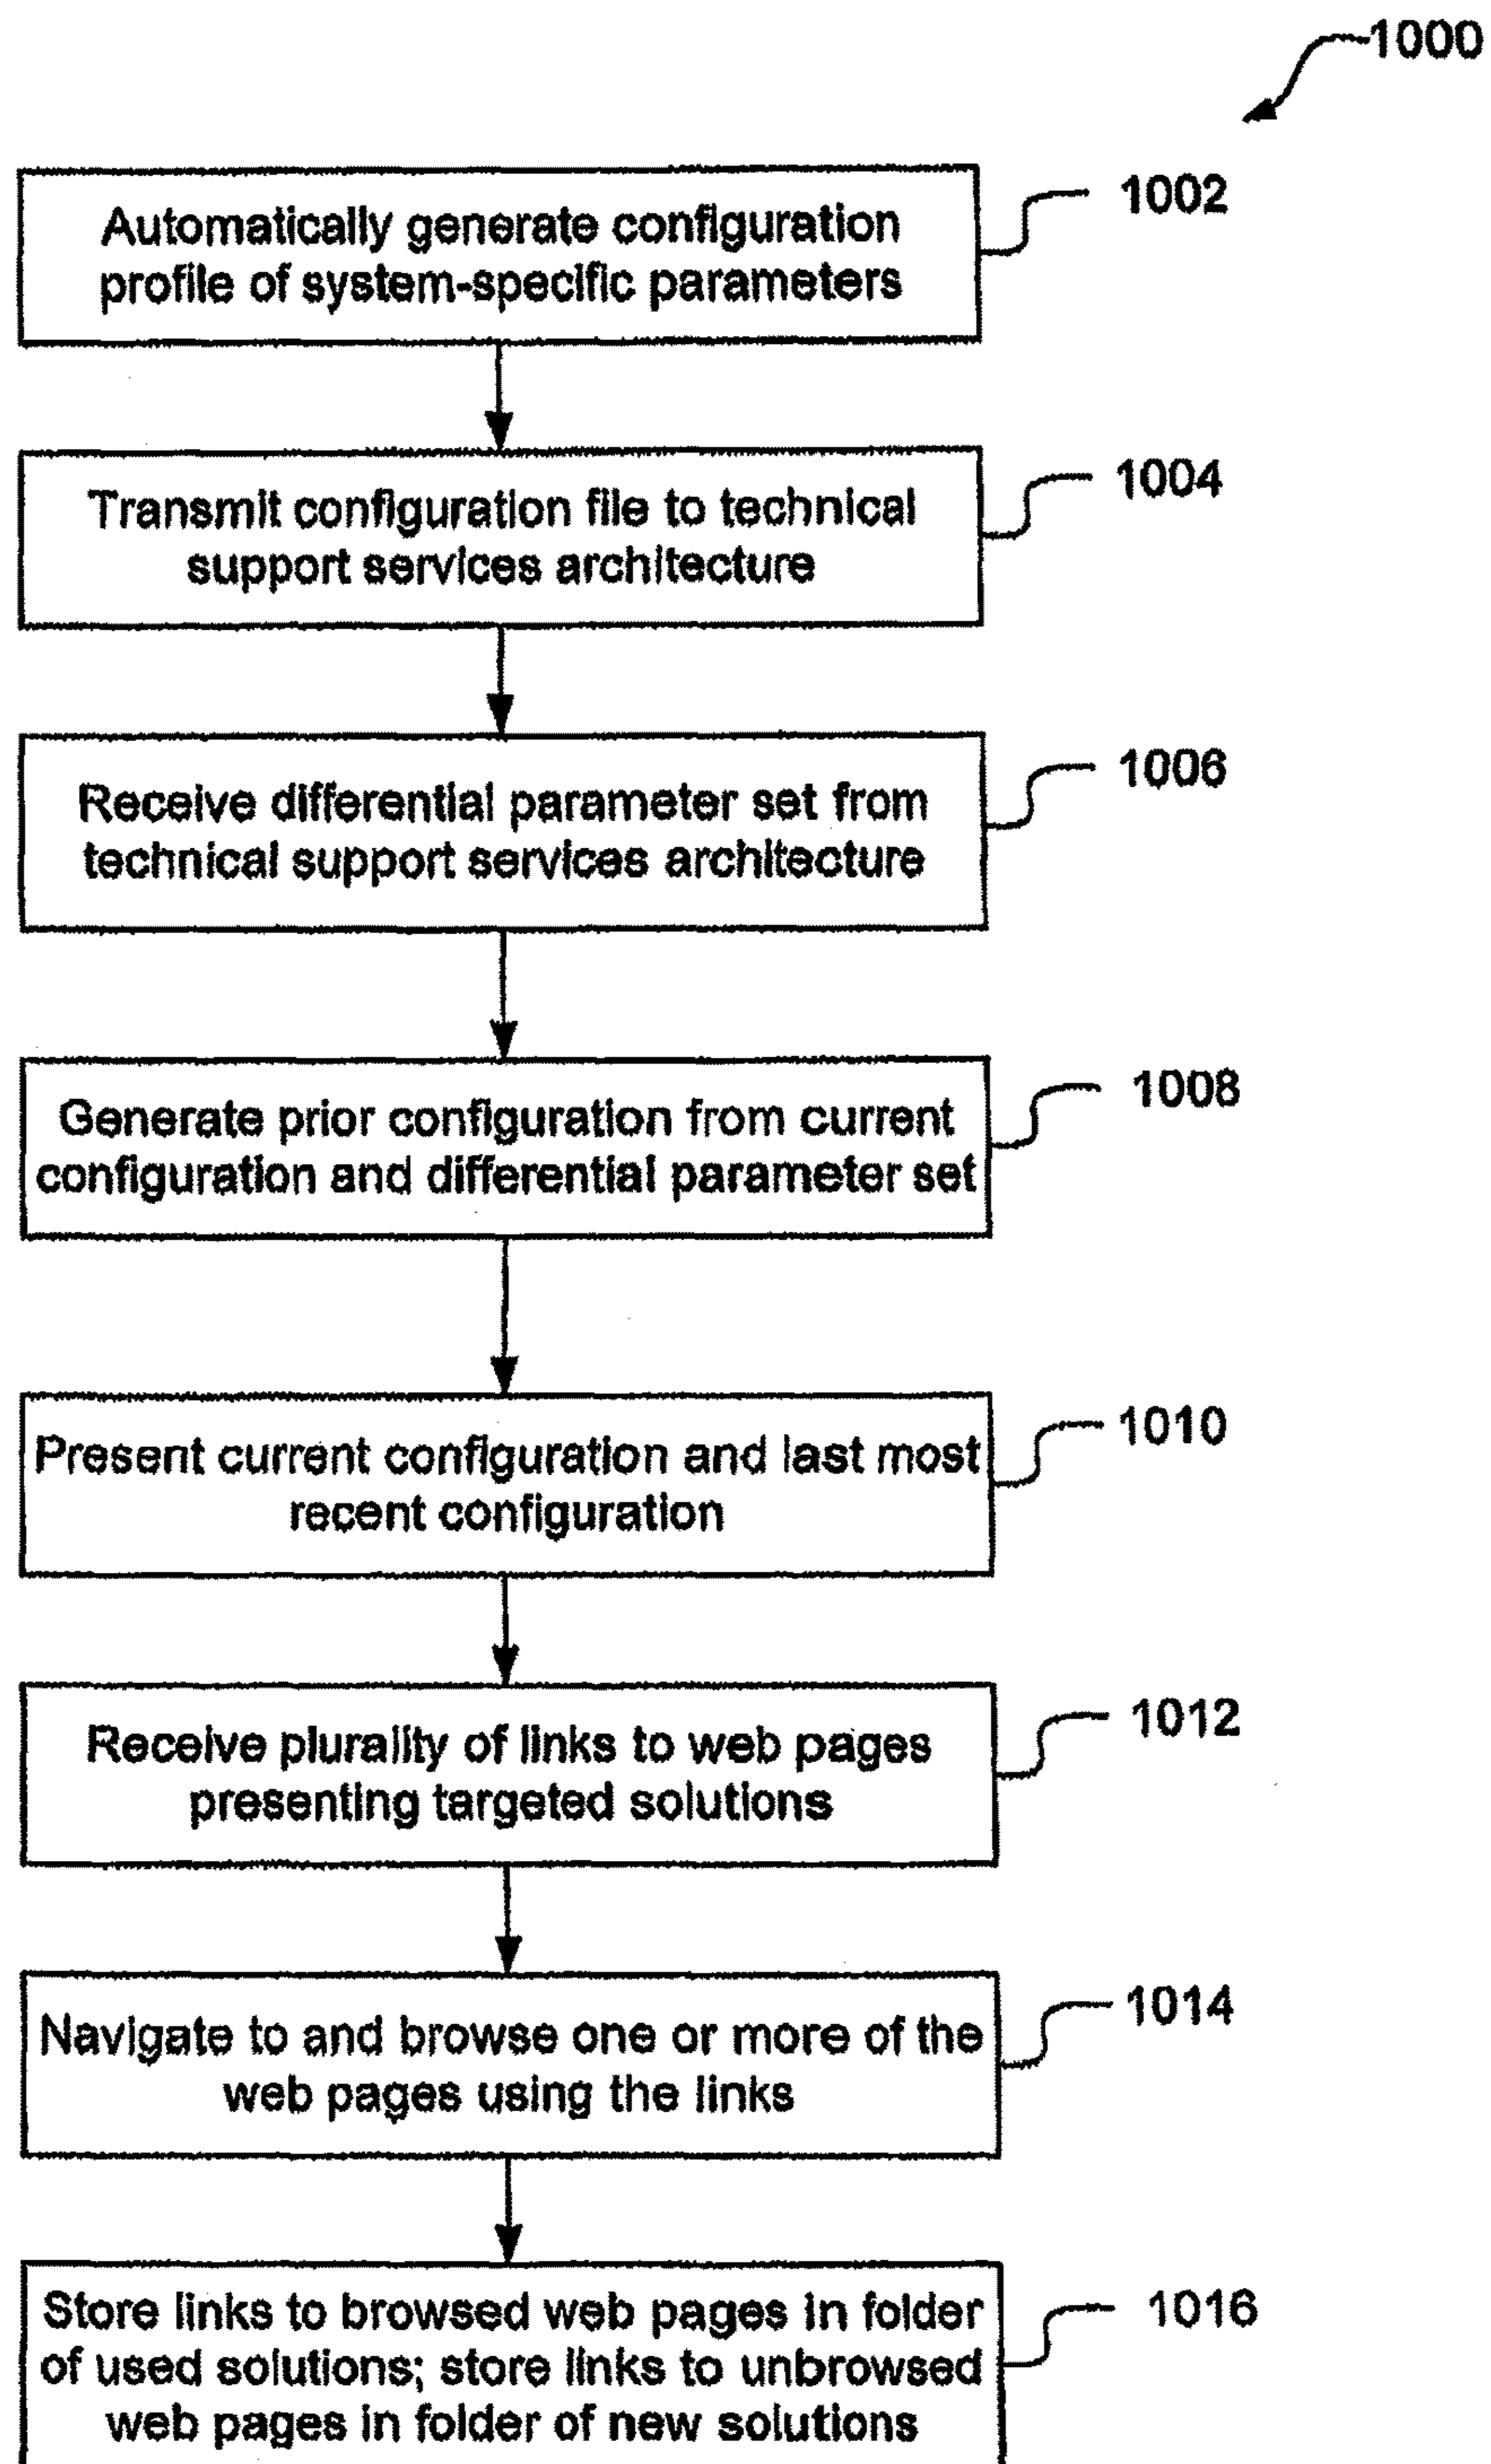 1000
Automatically generate configuration
profile of system-specific parameters
1002
Transmit configuration file to technical
support services architecture
1004
Receive differential parameter set from
technical support services architecture
1006
Generate prior configuration from current
configuration and differential parameter set
1008
Present current configuration and last most
recent configuration
1010
Receive plurality of links to web pages
presenting targeted solutions
1012
Navigate to and browse one or more of the
web pages using the links
1014
Store links to browsed web pages in folder
of used solutions; store links to unbrowsed
web pages in folder of new solutions
1016